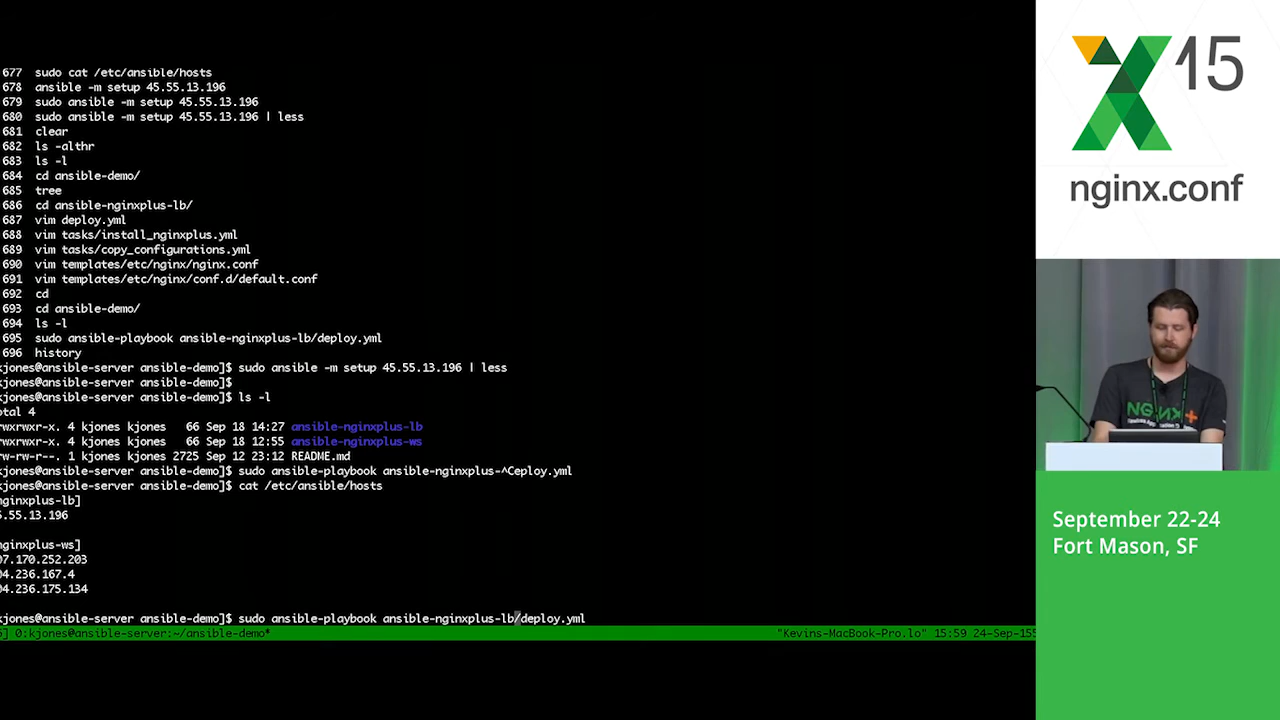 677 sudo cat /etc/ansible/hosts
678 ansible -m setup 45.55.13.196
679 sudo ansible -m setup 45.55.13.196
680 sudo ansible -m setup 45.55.13.196 | less
681 clear
682 ls -althr
683 ls -l
684 cd ansible-demo/
685 tree
686 cd ansible-nginxplus-lb/
687 vim deploy.yml
688 vim tasks/install_nginxplus.yml
689 vim tasks/copy_configurations.yml
690 vim templates/etc/nginx/nginx.conf
691 vim templates/etc/nginx/conf.d/default.conf
692 cd
693 cd ansible-demo/
694 ls -l
695 sudo ansible-playbook ansible-nginxplus-lb/deploy.yml
696 history
kjones@ansible-server ansible-demo]$ sudo ansible -m setup 45.55.13.196 | less
kjones@ansible-server ansible-demo]$
kjones@ansible-server ansible-demo]$ ls -l
otal 4
rwxrwxr-x. 4 kjones kjones 66 Sep 18 14:27 ansible-nginxplus-lb
rwxrwxr-x. 4 kjones kjones 66 Sep 18 12:55 ansible-nginxplus-ws
rw-rw-r--. 1 kjones kjones 2725 Sep 12 23:12 README.md
kjones@ansible-server ansible-demo]$ sudo ansible-playbook ansible-nginxplus-^Ceploy.yml
kjones@ansible-server ansible-demo]$ cat /etc/ansible/hosts
nginxplus-lb]
5.55.13.196
nginxplus-ws]
07.170.252.203
04.236.167.4
04.236.175.134
kjones@ansible-server ansible-demo]$ sudo ansible-playbook ansible-nginxplus-lb/deploy.yml
] 0:kjones@ansible-server:~/ansible-demo* "Kevins-MacBook-Pro.lo" 15:59 24-Sep-155
X15
nginx.conf
NGINX+
September 22-24
Fort Mason, SF